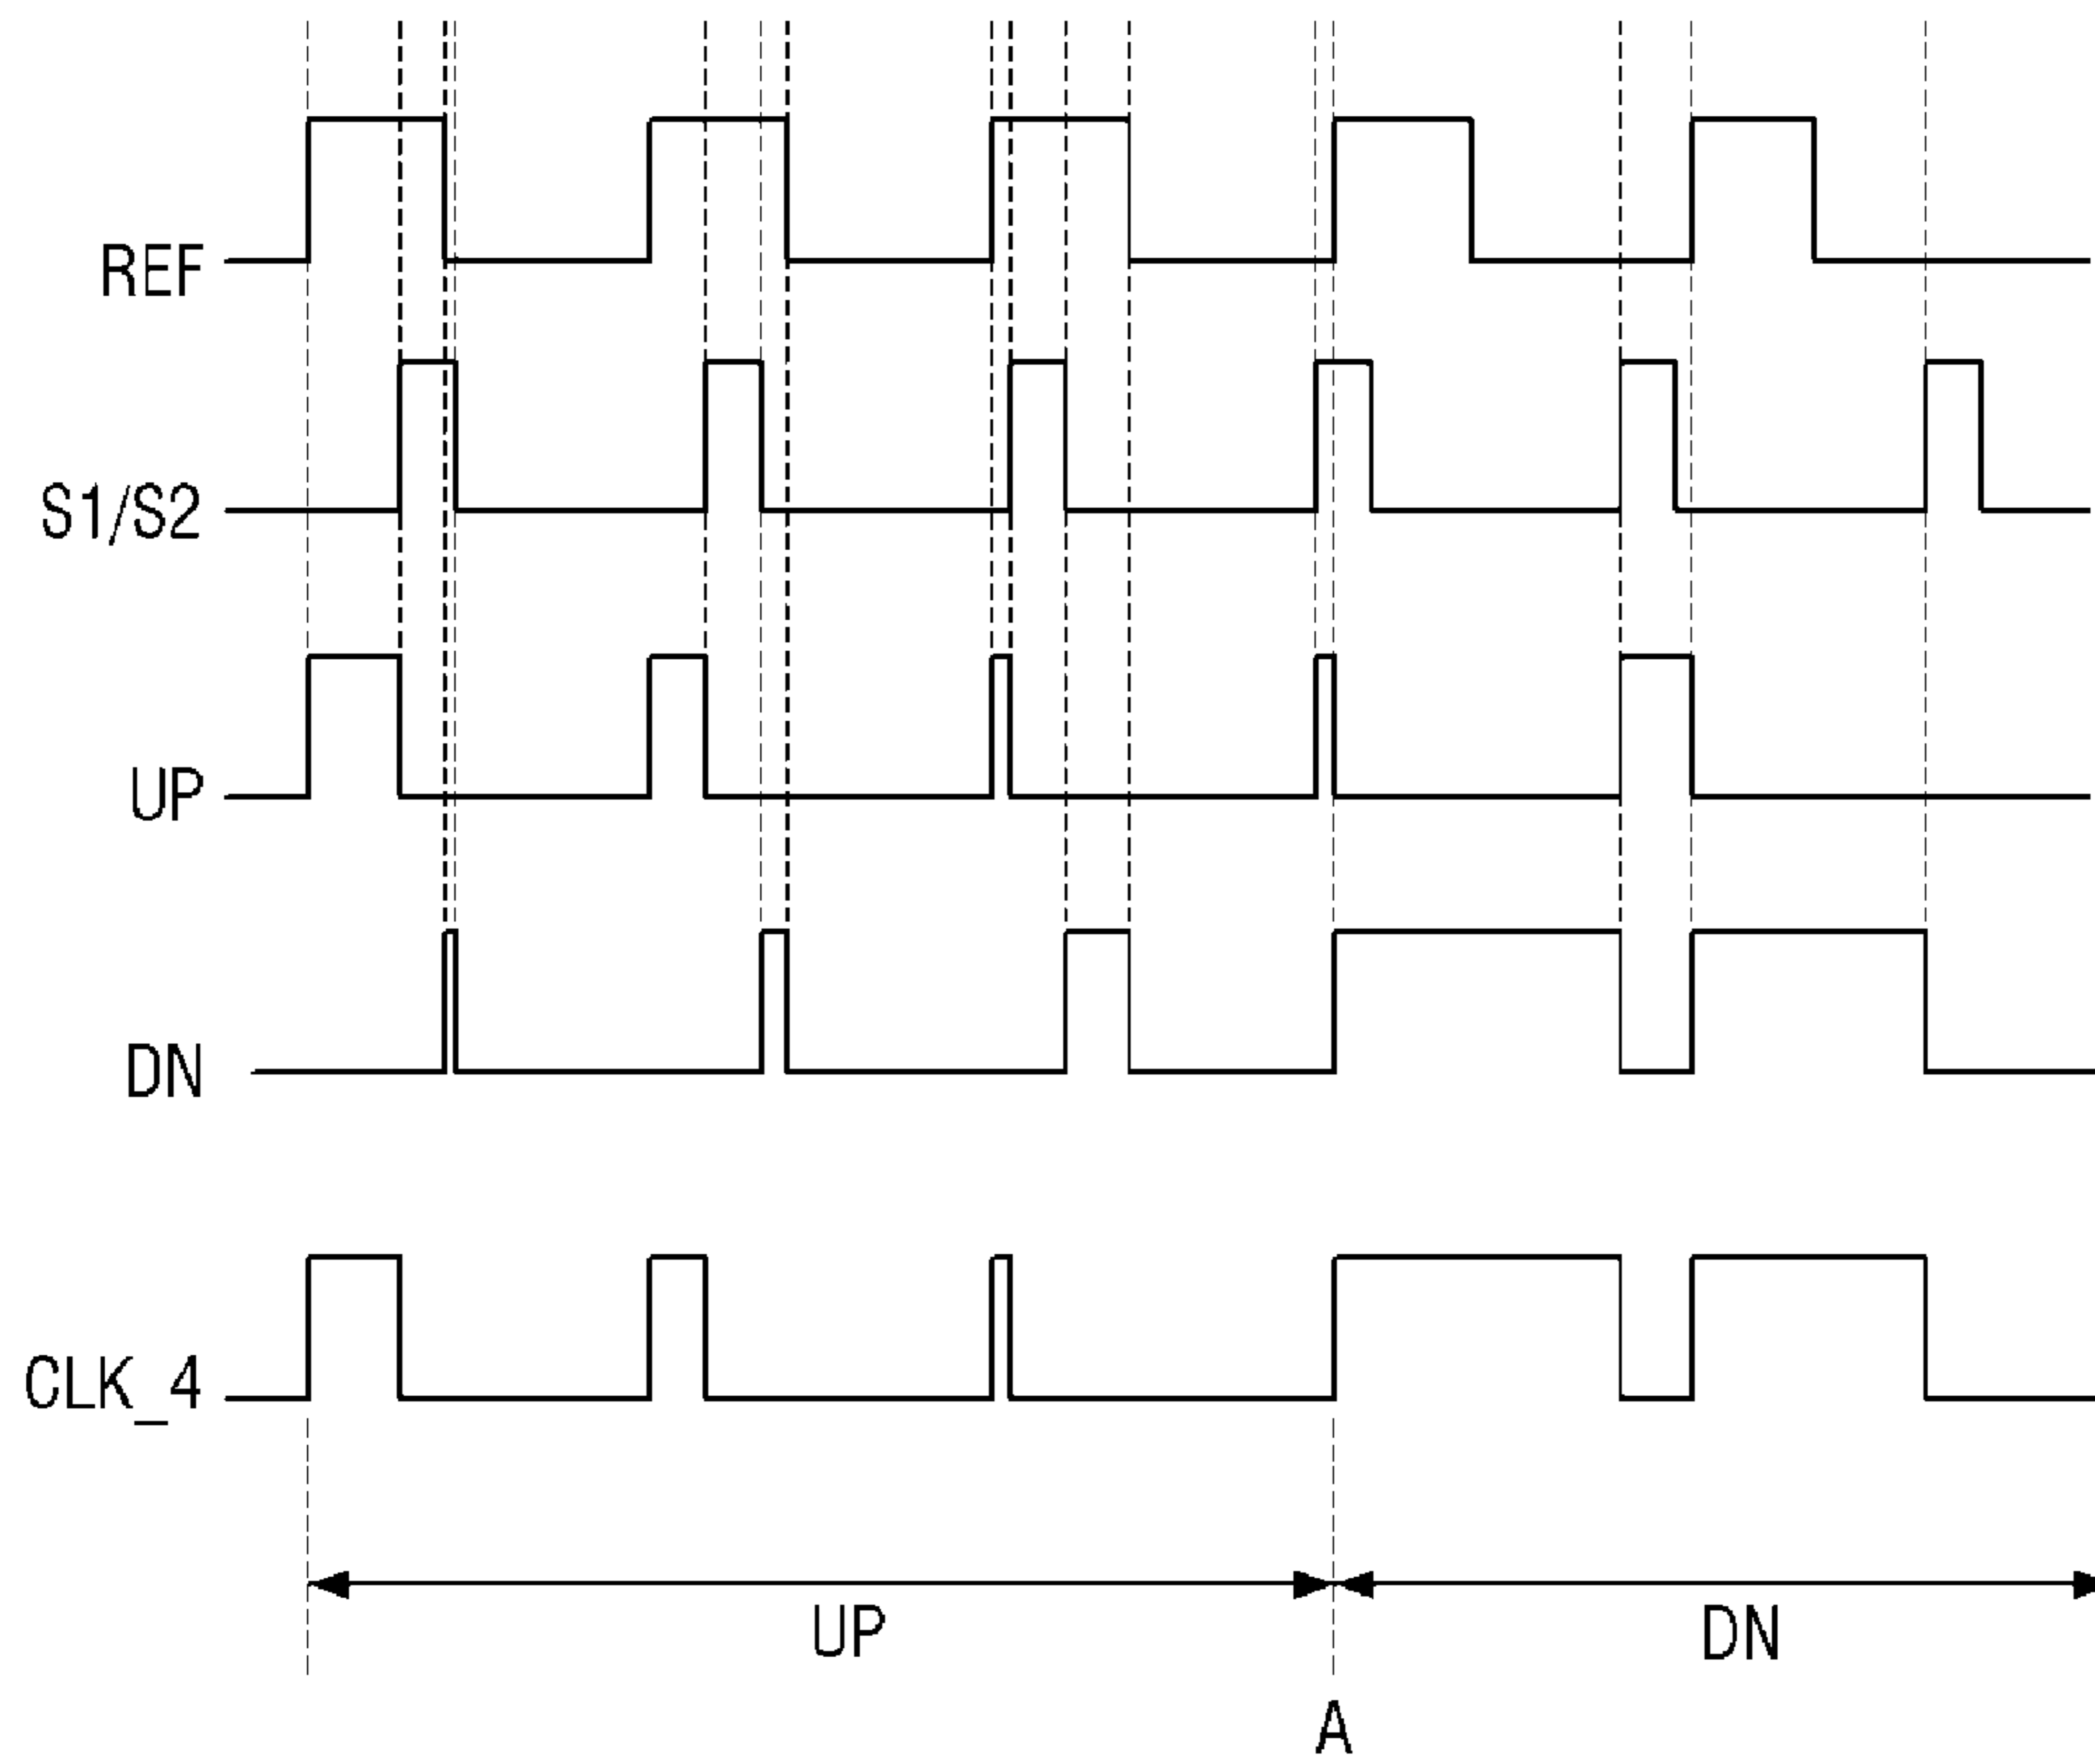 REF
S1/S2
UP
DN
CLK_4
UP
DN
A